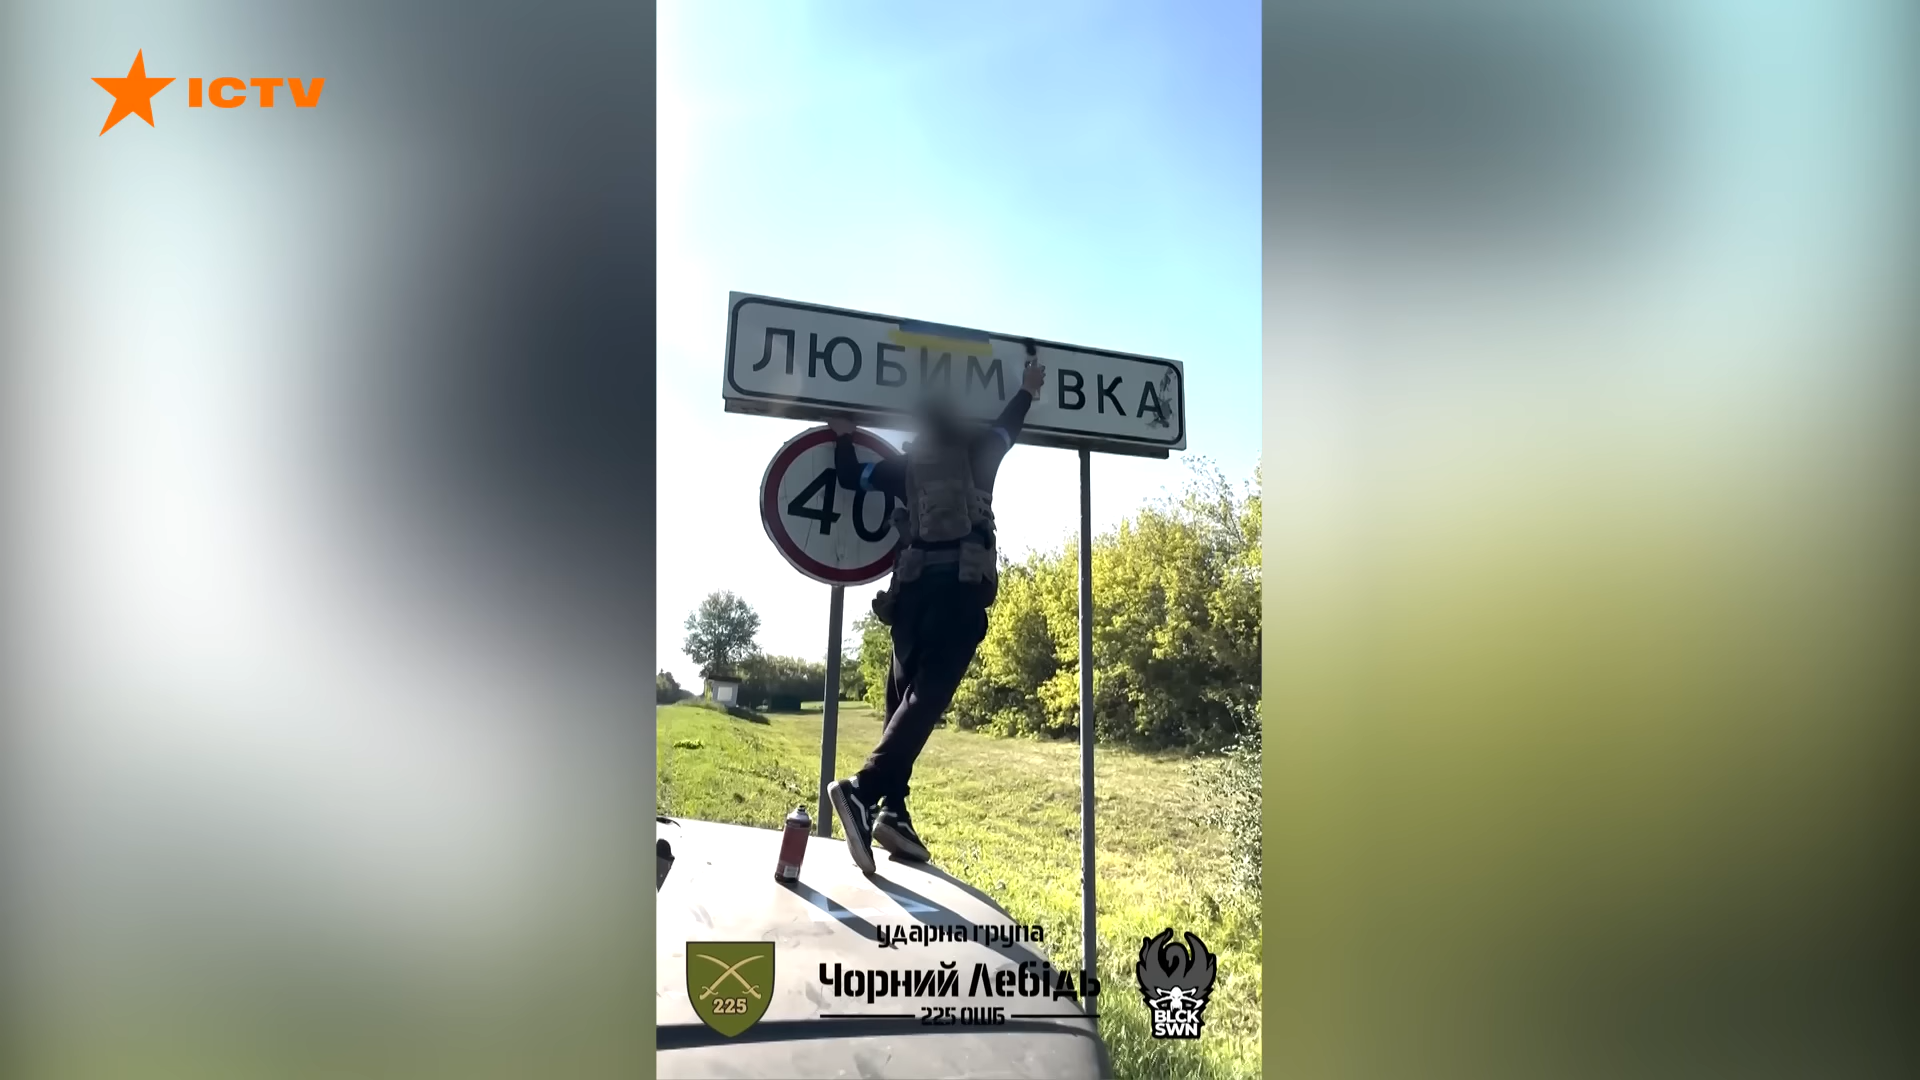 ICTV
ЛЮБИМ ВКА
40
ударна група
Чорний Лебідь
225 ОШБ
225
BLCK
SWN